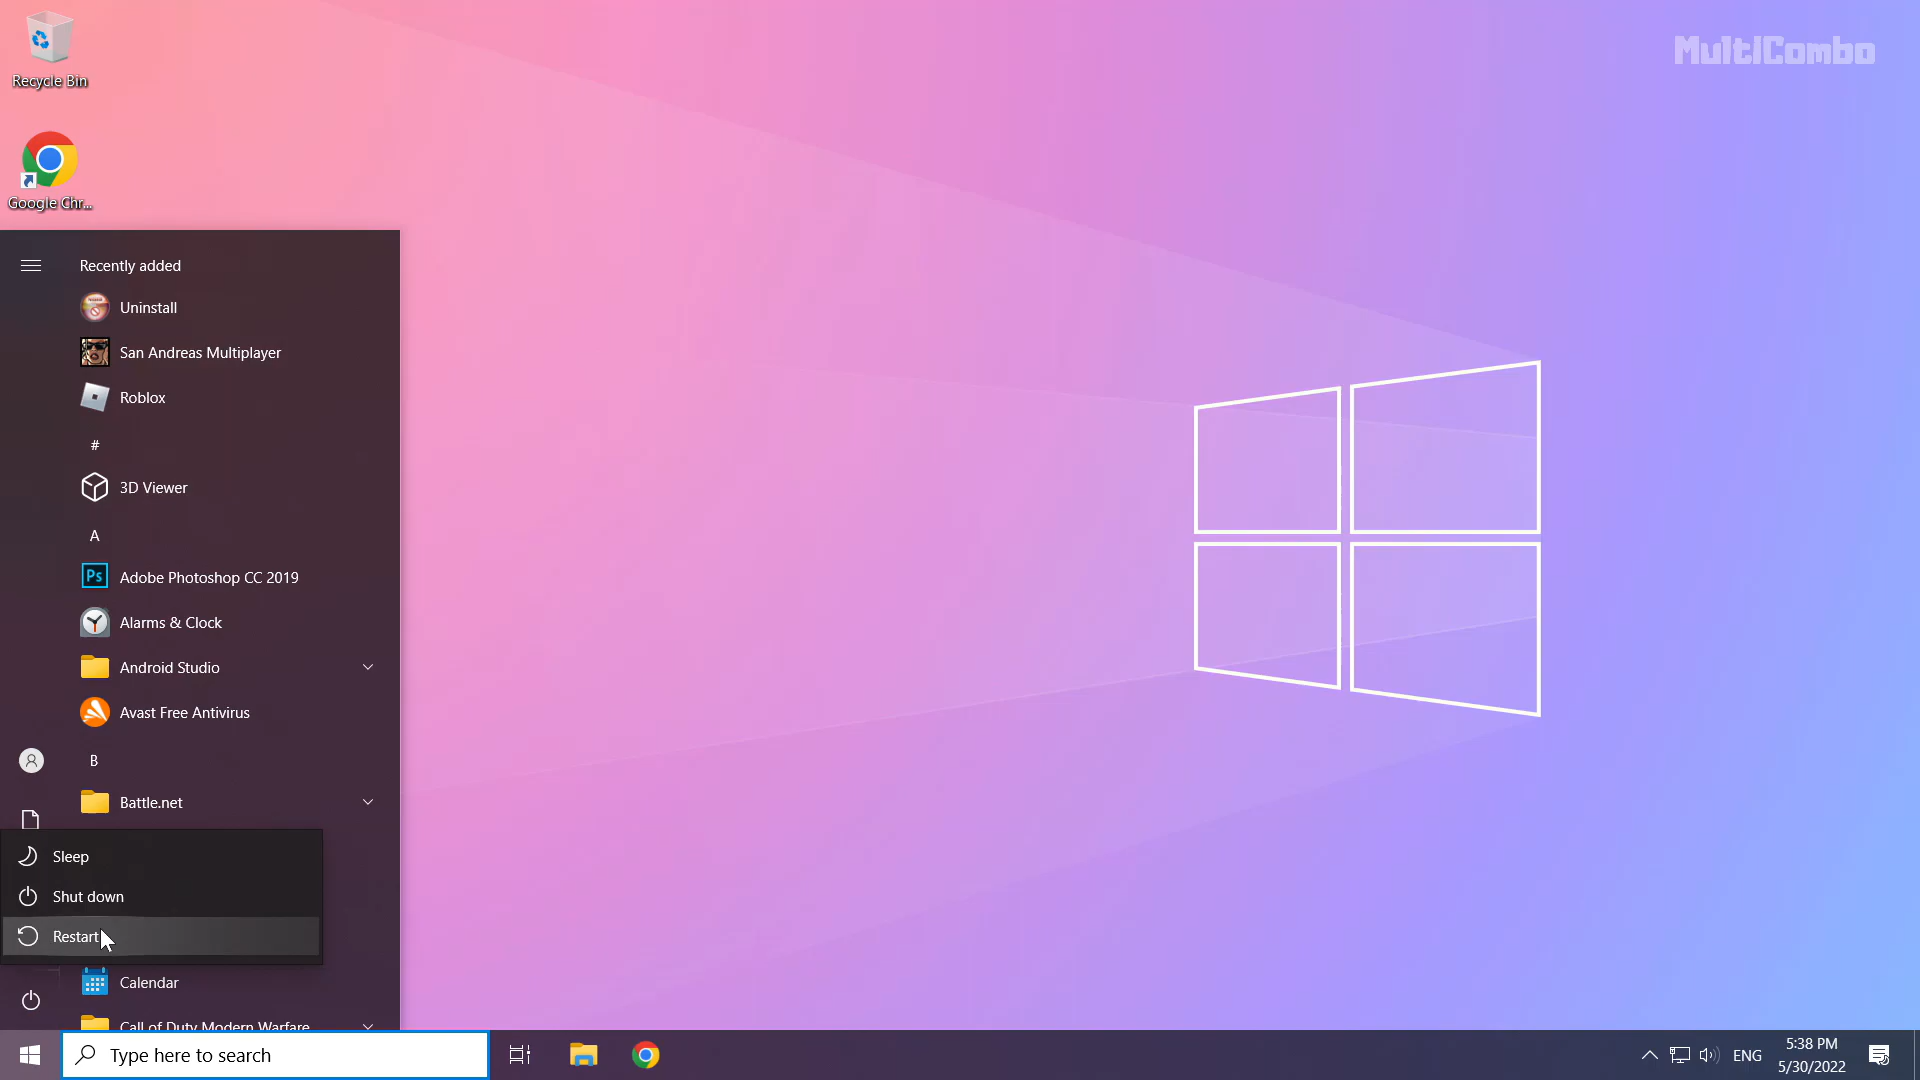 Recycle Bin
Google Chr...
MultiCombo
Recently added
Uninstall
San Andreas Multiplayer
Roblox
#
3D Viewer
A
Ps
Adobe Photoshop CC 2019
Alarms & Clock
Android Studio
Avast Free Antivirus
B
Battle.net
Sleep
Shut down
Restart
Calendar
Call of Duty Modern Warfare
Type here to search
ENG
5:38 PM
5/30/2022